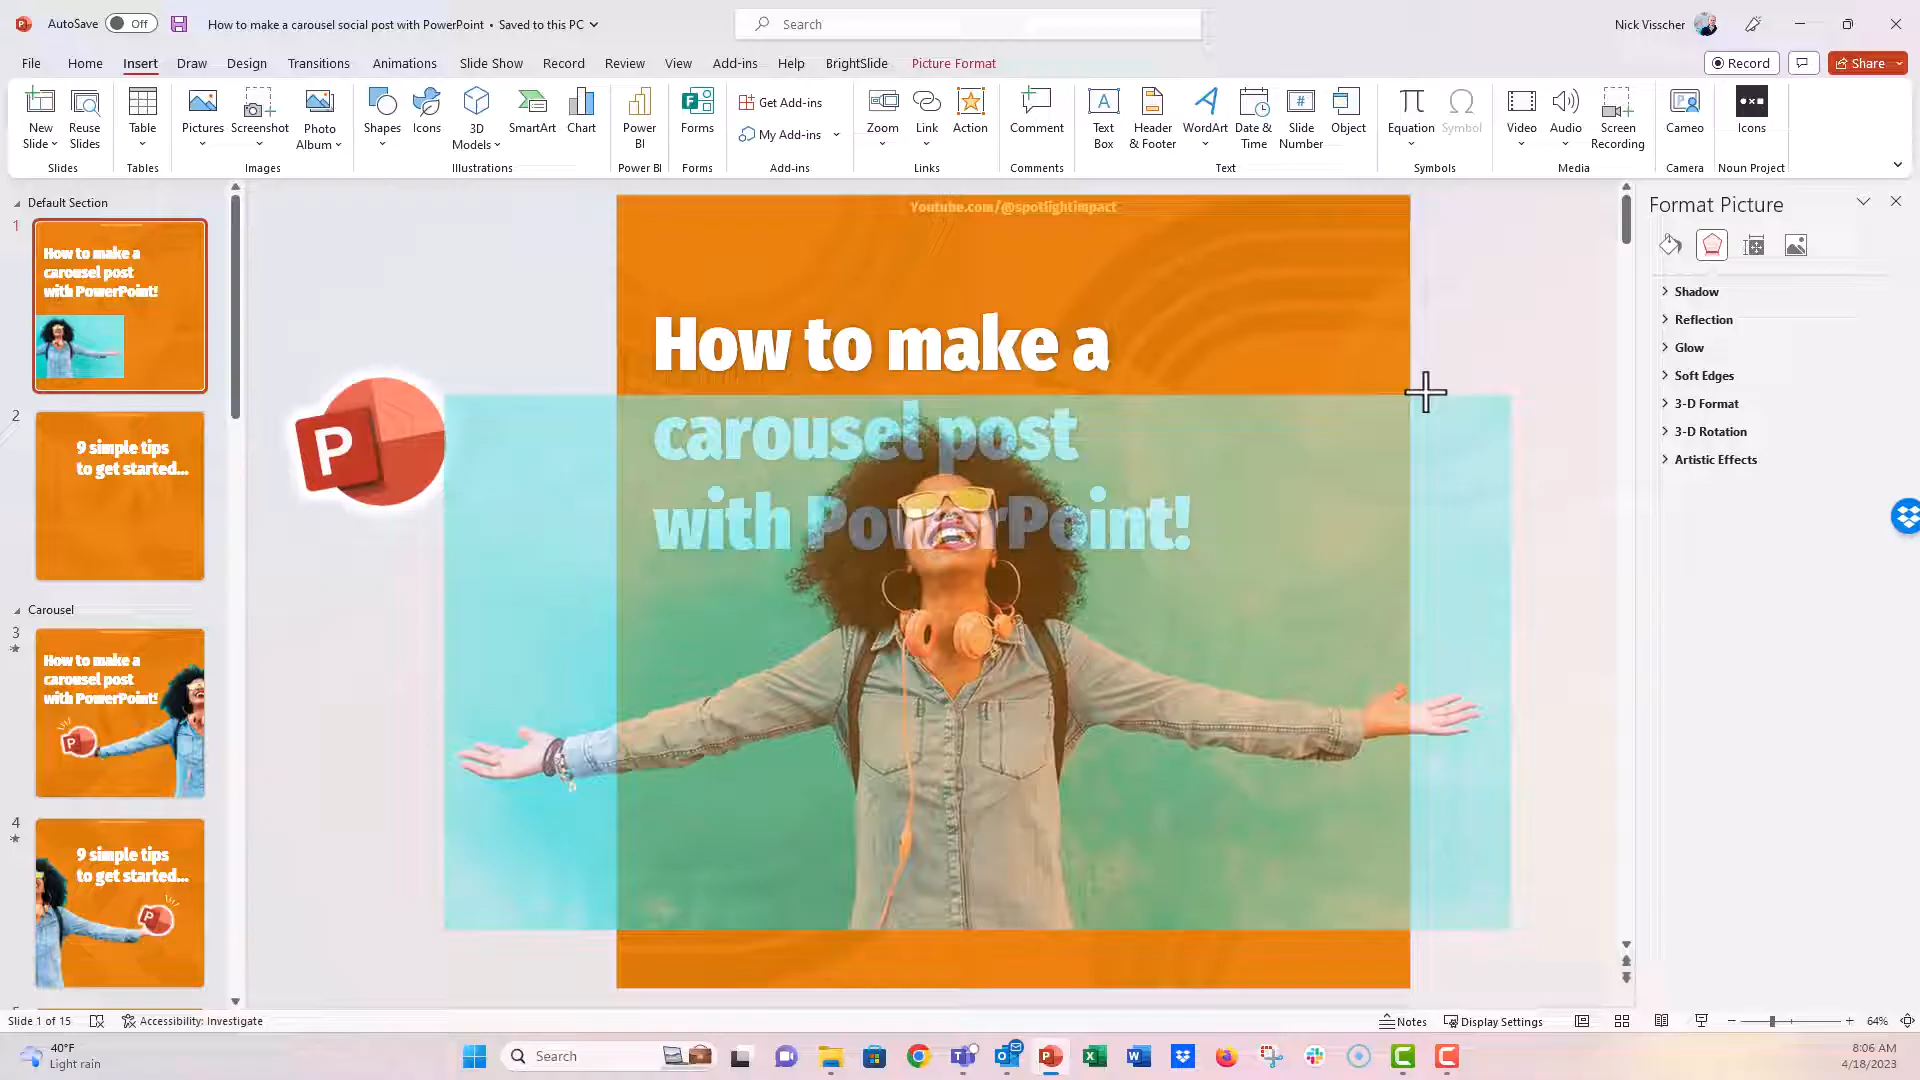 AutoSave Off How to make a carousel social post with PowerPoint • Saved to this PC Search Nick Visscher
File Home Insert Draw Design Transitions Animations Slide Show Record Review View Add-ins Help BrightSlide Picture Format Record Share
New Slide Reuse Slides Table Pictures Screenshot Photo Album Shapes Icons 3D Models SmartArt Chart Power BI Forms Get Add-ins My Add-ins Zoom Link Action Comment Text Box Header & Footer WordArt Date & Time Slide Number Object Equation Symbol Video Audio Screen Recording Cameo Icons
Slides Tables Images Illustrations Power BI Forms Add-ins Links Comments Text Symbols Media Camera Noun Project
Default Section
1
How to make a
carousel post
with PowerPoint!
2
9 simple tips
to get started...
Carousel
3
How to make a
carousel post
with PowerPoint!
P
4
9 simple tips
to get started...
P
Youtube.com/@spotlightimpact
How to make a
carousel post
with PowerPoint!
P
Format Picture
Shadow
Reflection
Glow
Soft Edges
3-D Format
3-D Rotation
Artistic Effects
Slide 1 of 15 Accessibility: Investigate Notes Display Settings 64%
40°F
Light rain
Search
8:06 AM
4/18/2023